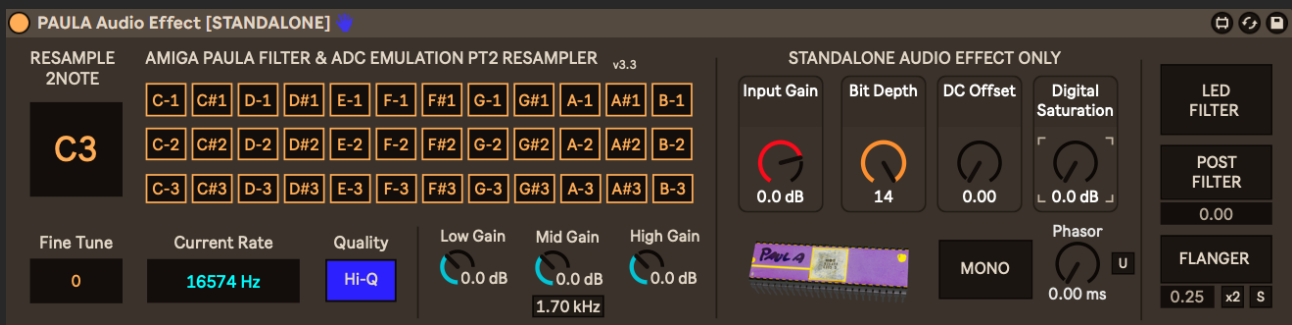 PAULA Audio Effect [STANDALONE]
RESAMPLE
2NOTE
C3
AMIGA PAULA FILTER & ADC EMULATION PT2 RESAMPLER v3.3
C-1 C#1 D-1 D#1 E-1 F-1 F#1 G-1 G#1 A-1 A#1 B-1
C-2 C#2 D-2 D#2 E-2 F-2 F#2 G-2 G#2 A-2 A#2 B-2
C-3 C#3 D-3 D#3 E-3 F-3 F#3 G-3 G#3 A-3 A#3 B-3
Fine Tune
0
Current Rate
16574 Hz
Quality
Hi-Q
Low Gain
0.0 dB
Mid Gain
0.0 dB
1.70 kHz
High Gain
0.0 dB
STANDALONE AUDIO EFFECT ONLY
Input Gain
0.0 dB
Bit Depth
14
DC Offset
0.00
Digital
Saturation
0.0 dB
PAULA
MONO
Phasor
0.00 ms
U
LED
FILTER
POST
FILTER
0.00
FLANGER
0.25 x2 S